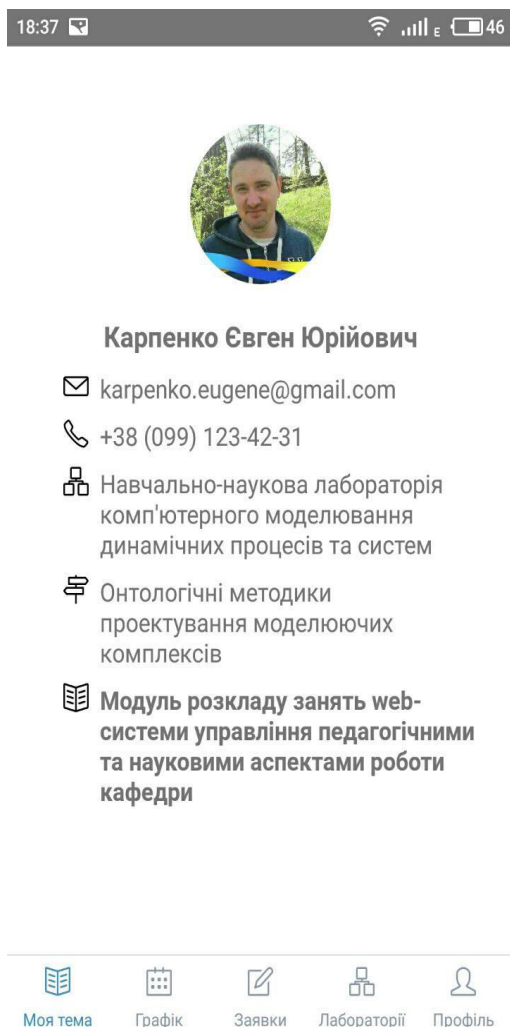 18:37
E 46
Карпенко Євген Юрійович
karpenko.eugene@gmail.com
+38 (099) 123-42-31
Навчально-наукова лабораторія
комп'ютерного моделювання
динамічних процесів та систем
Онтологічні методики
проектування моделюючих
комплексів
Модуль розкладу занять web-
системи управління педагогічними
та науковими аспектами роботи
кафедри
Моя тема Графік Заявки Лабораторії Профіль